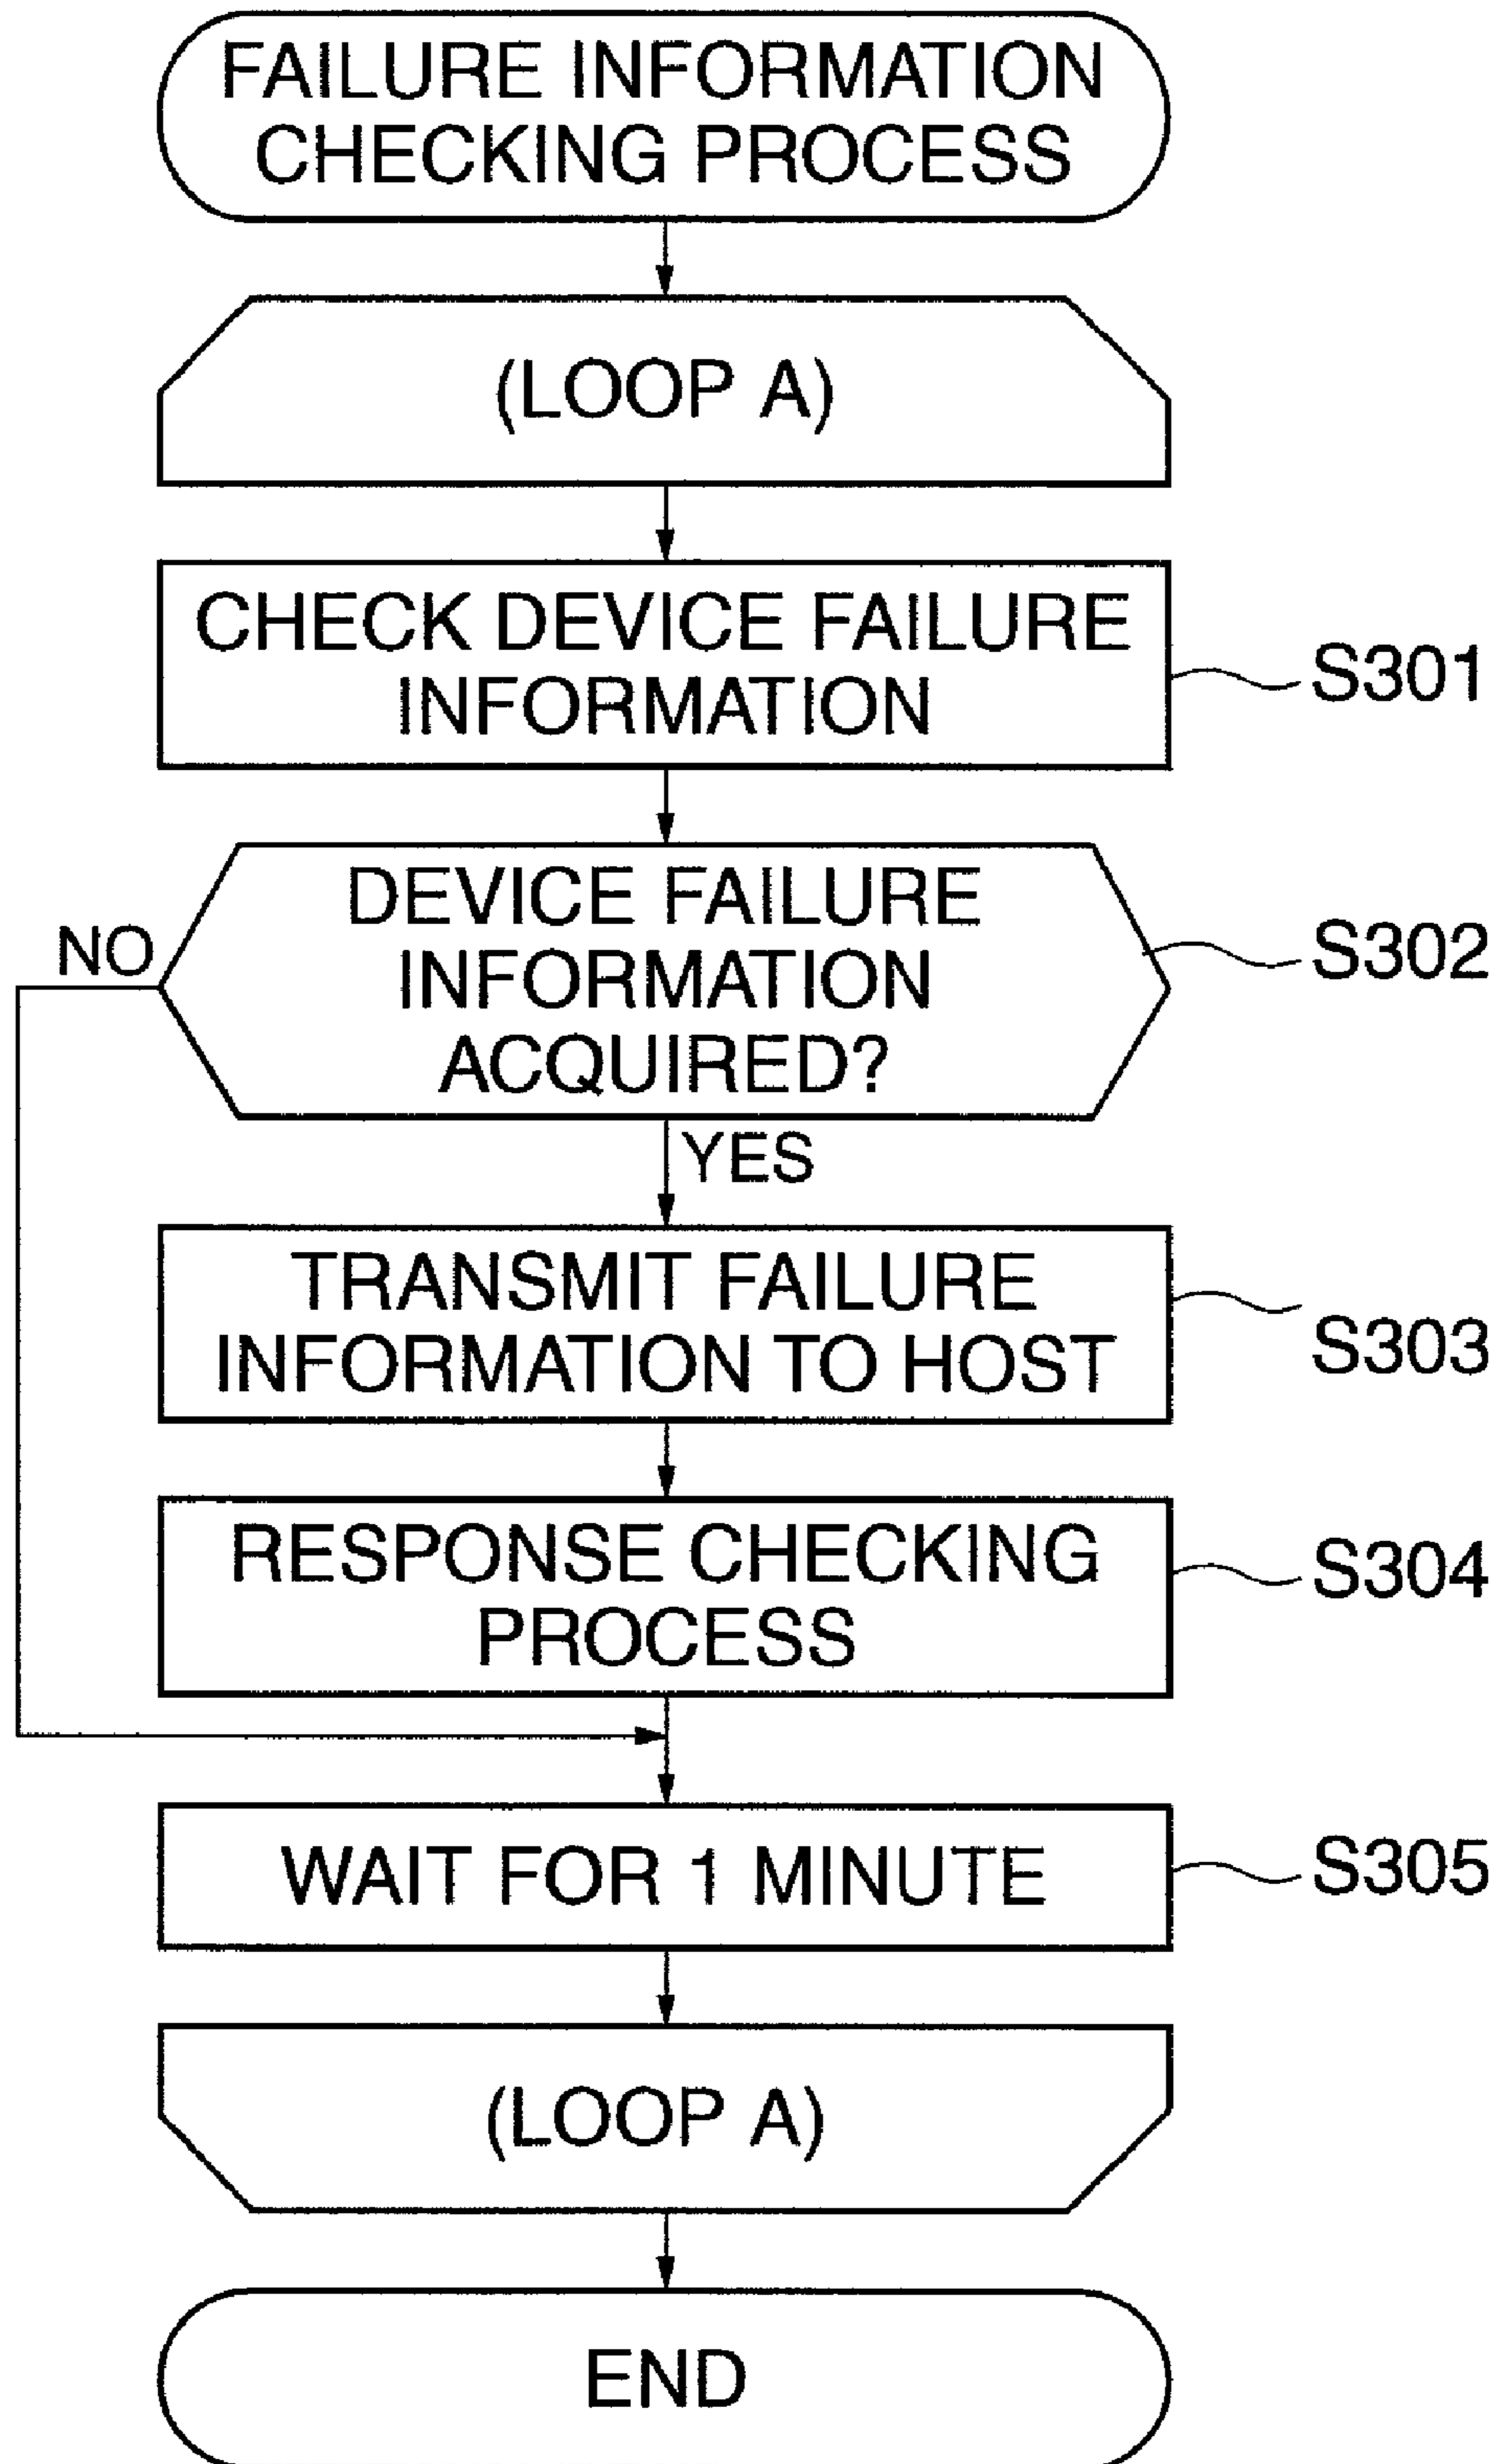 FAILURE INFORMATION
CHECKING PROCESS
(LOOP A)
CHECK DEVICE FAILURE
INFORMATION
S301
DEVICE FAILURE
INFORMATION
ACQUIRED?
S302
NO
YES
TRANSMIT FAILURE
INFORMATION TO HOST
S303
RESPONSE CHECKING
PROCESS
S304
WAIT FOR 1 MINUTE
S305
(LOOP A)
END